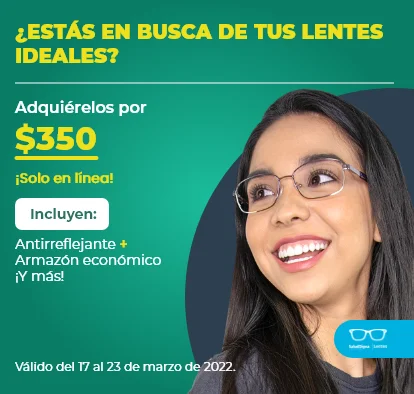 ¿ESTÁS EN BUSCA DE TUS LENTES
IDEALES?
Adquiérelos por
$350
¡Solo en línea!
Incluyen:
Antirreflejante +
Armazón económico
¡Y más!
Válido del 17 al 23 de marzo de 2022.